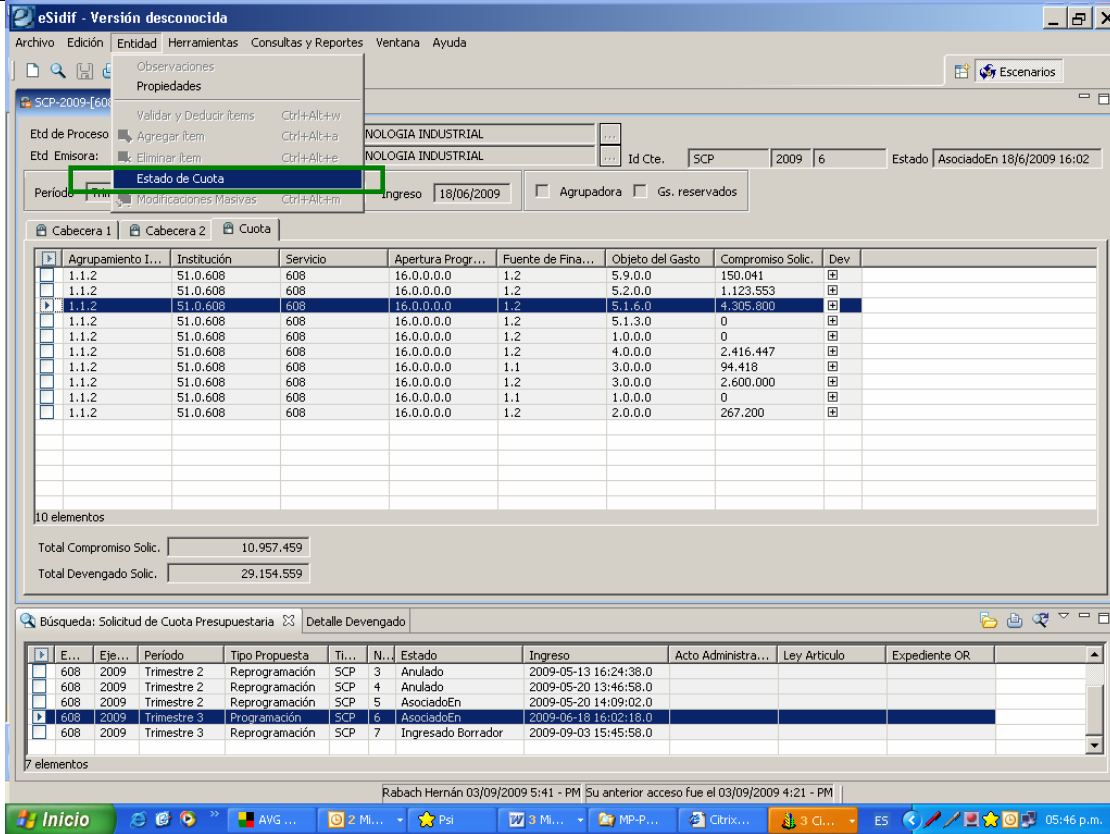 eSidif - Versión desconocida
Archivo Edición Entidad Herramientas Consultas y Reportes Ventana Ayuda
Escenarios
Observaciones
Propiedades
Validar y Deducir ítems Ctrl+Alt+w
Agregar ítem Ctrl+Alt+a
Eliminar ítem Ctrl+Alt+e
Estado de Cuota
Modificaciones Masivas Ctrl+Alt+m
SCP-2009-[608
Etd de Proceso NOLOGIA INDUSTRIAL ...
Etd Emisora: NOLOGIA INDUSTRIAL ... Id Cte. SCP 2009 6 Estado AsociadoEn 18/6/2009 16:02
Período Ingreso 18/06/2009 Agrupadora Gs. reservados
Cabecera 1 Cabecera 2 Cuota
Agrupamiento I... Institución Servicio Apertura Progr... Fuente de Fina... Objeto del Gasto Compromiso Solic. Dev
1.1.2 51.0.608 608 16.0.0.0.0 1.2 5.9.0.0 150.041
1.1.2 51.0.608 608 16.0.0.0.0 1.2 5.2.0.0 1.123.553
1.1.2 51.0.608 608 16.0.0.0.0 1.2 5.1.6.0 4.305.800
1.1.2 51.0.608 608 16.0.0.0.0 1.2 5.1.3.0 0
1.1.2 51.0.608 608 16.0.0.0.0 1.2 1.0.0.0 0
1.1.2 51.0.608 608 16.0.0.0.0 1.2 4.0.0.0 2.416.447
1.1.2 51.0.608 608 16.0.0.0.0 1.1 3.0.0.0 94.418
1.1.2 51.0.608 608 16.0.0.0.0 1.2 3.0.0.0 2.600.000
1.1.2 51.0.608 608 16.0.0.0.0 1.1 1.0.0.0 0
1.1.2 51.0.608 608 16.0.0.0.0 1.2 2.0.0.0 267.200
10 elementos
Total Compromiso Solic. 10.957.459
Total Devengado Solic. 29.154.559
Búsqueda: Solicitud de Cuota Presupuestaria Detalle Devengado
E... Eje... Período Tipo Propuesta Ti... N... Estado Ingreso Acto Administra... Ley Articulo Expediente OR
608 2009 Trimestre 2 Reprogramación SCP 3 Anulado 2009-05-13 16:24:38.0
608 2009 Trimestre 2 Reprogramación SCP 4 Anulado 2009-05-20 13:46:58.0
608 2009 Trimestre 2 Reprogramación SCP 5 AsociadoEn 2009-05-20 14:09:02.0
608 2009 Trimestre 3 Programación SCP 6 AsociadoEn 2009-06-18 16:02:18.0
608 2009 Trimestre 3 Reprogramación SCP 7 Ingresado Borrador 2009-09-03 15:45:58.0
7 elementos
Rabach Hernán 03/09/2009 5:41 - PM Su anterior acceso fue el 03/09/2009 4:21 - PM
Inicio AVG ... 2 Mi... Psi 3 Mi... MP-P... Citrix... 3 Ci... ES 05:46 p.m.